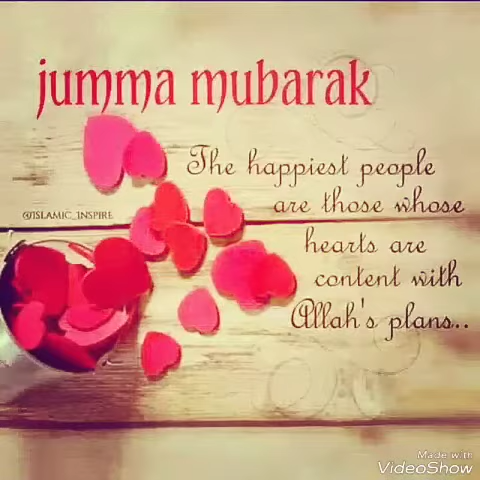 jumma mubarak
The happiest people
are those whose
@ISLAMIC_INSPIRE
hearts are
content with
Allah's plans..
Made with
VideoShow